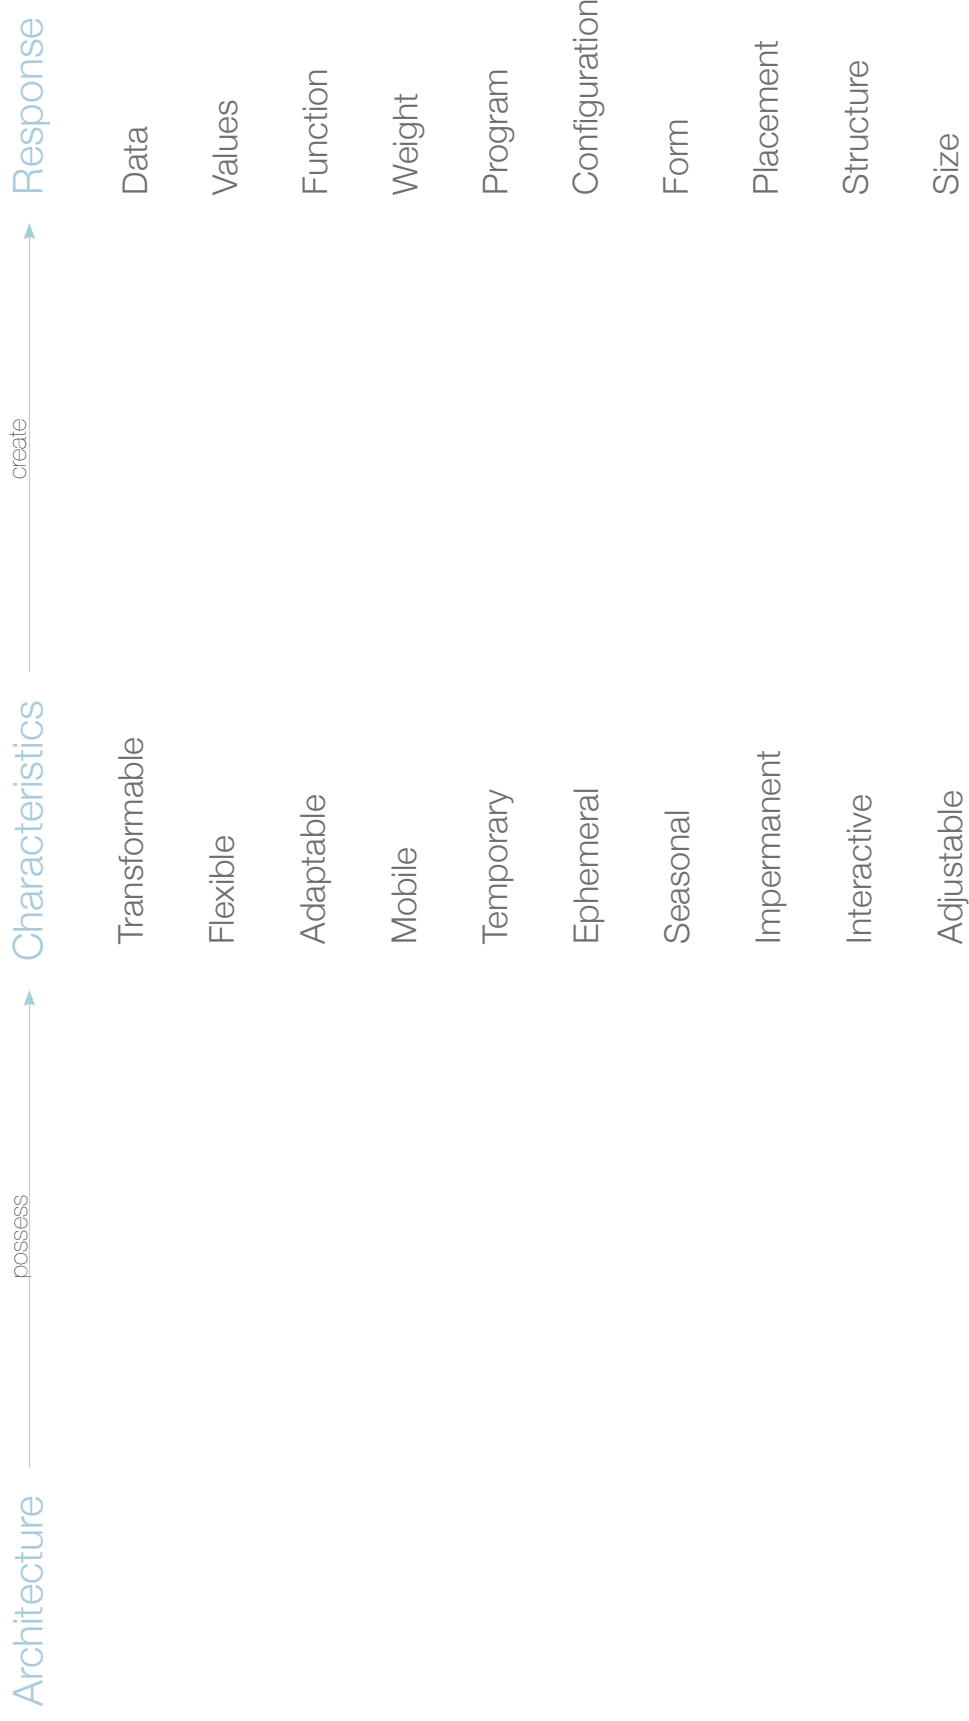 Architecture possess Characteristics create Response
Transformable Data
Flexible Values
Adaptable Function
Mobile Weight
Temporary Program
Ephemeral Configuration
Seasonal Form
Impermanent Placement
Interactive Structure
Adjustable Size